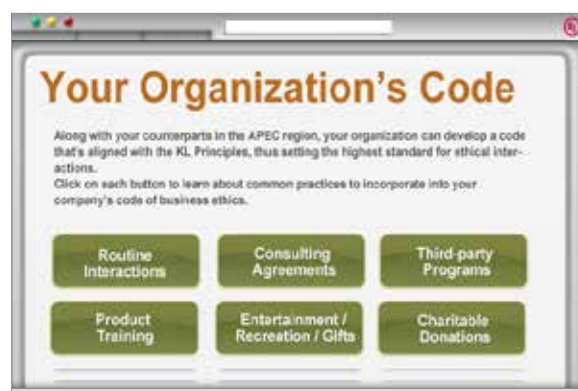 Your Organization's Code
Along with your counterparts in the APEC region, your organization can develop a code
that's aligned with the KL Principles, thus setting the highest standard for ethical inter-
actions.
Click on each button to learn about common practices to incorporate into your
company's code of business ethics.
Routine
Interactions
Consulting
Agreements
Third-party
Programs
Product
Training
Entertainment /
Recreation / Gifts
Charitable
Donations